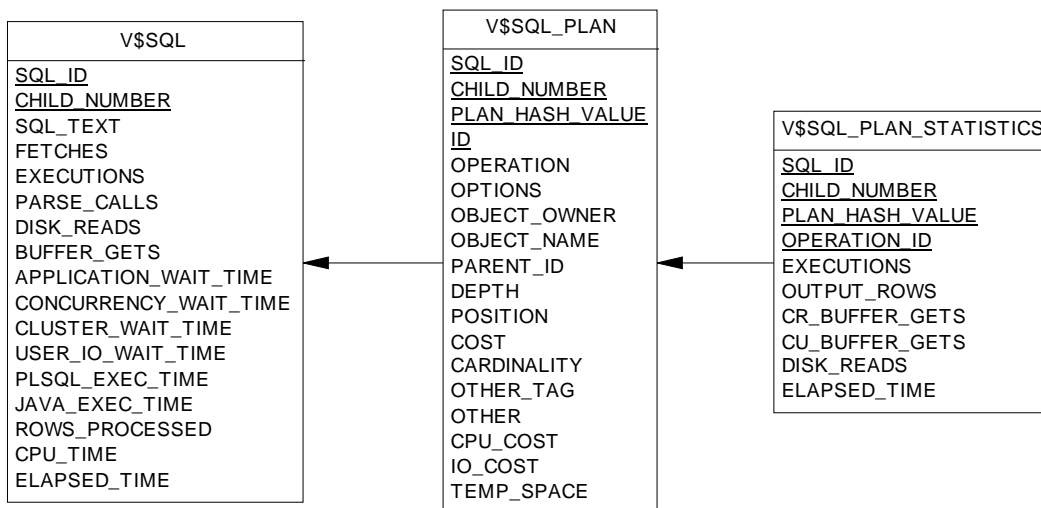 V$SQL
SQL_ID
CHILD_NUMBER
SQL_TEXT
FETCHES
EXECUTIONS
PARSE_CALLS
DISK_READS
BUFFER_GETS
APPLICATION_WAIT_TIME
CONCURRENCY_WAIT_TIME
CLUSTER_WAIT_TIME
USER_IO_WAIT_TIME
PLSQL_EXEC_TIME
JAVA_EXEC_TIME
ROWS_PROCESSED
CPU_TIME
ELAPSED_TIME
V$SQL_PLAN
SQL_ID
CHILD_NUMBER
PLAN_HASH_VALUE
ID
OPERATION
OPTIONS
OBJECT_OWNER
OBJECT_NAME
PARENT_ID
DEPTH
POSITION
COST
CARDINALITY
OTHER_TAG
OTHER
CPU_COST
IO_COST
TEMP_SPACE
V$SQL_PLAN_STATISTICS
SQL_ID
CHILD_NUMBER
PLAN_HASH_VALUE
OPERATION_ID
EXECUTIONS
OUTPUT_ROWS
CR_BUFFER_GETS
CU_BUFFER_GETS
DISK_READS
ELAPSED_TIME